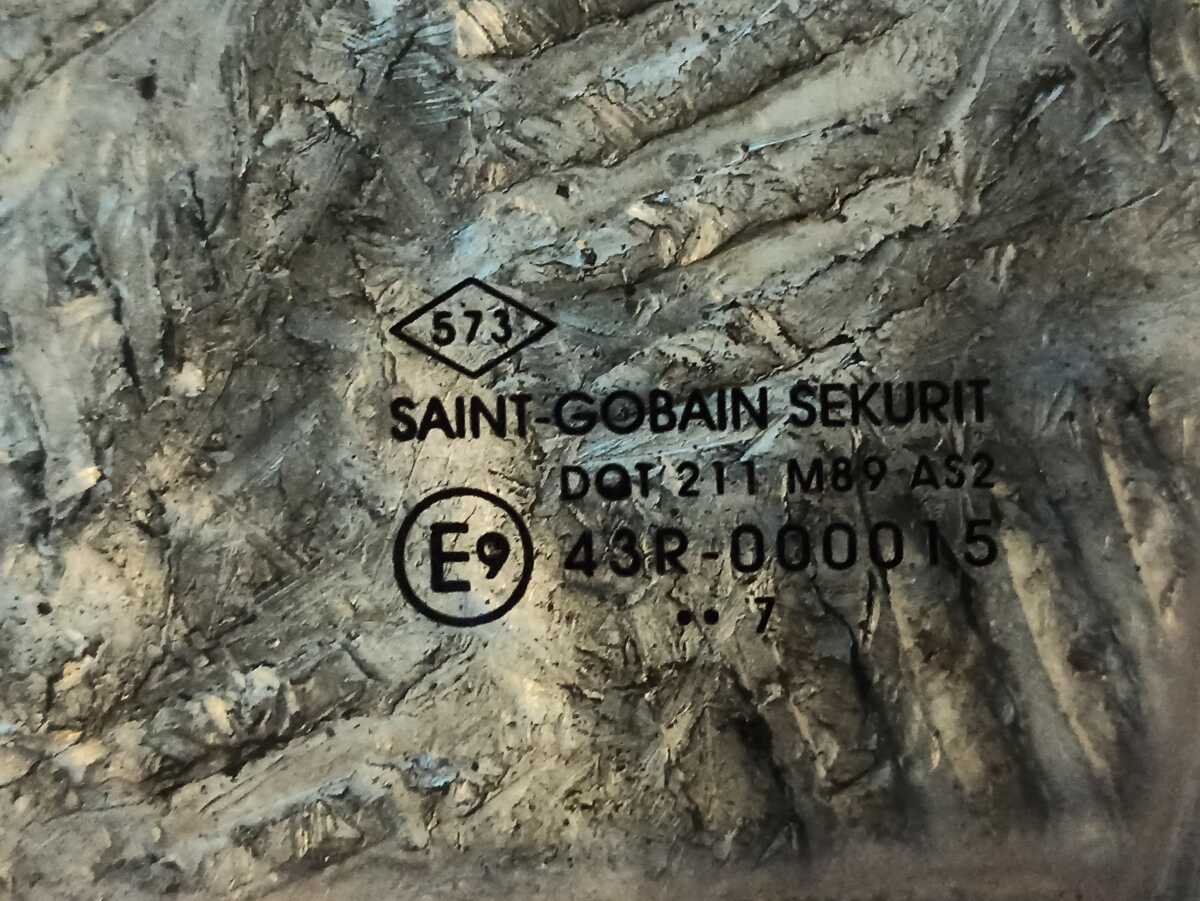 573
SAINT-GOBAIN SEKURIT
DOT 211 M89 AS2
E9 43R-000015
•• 7